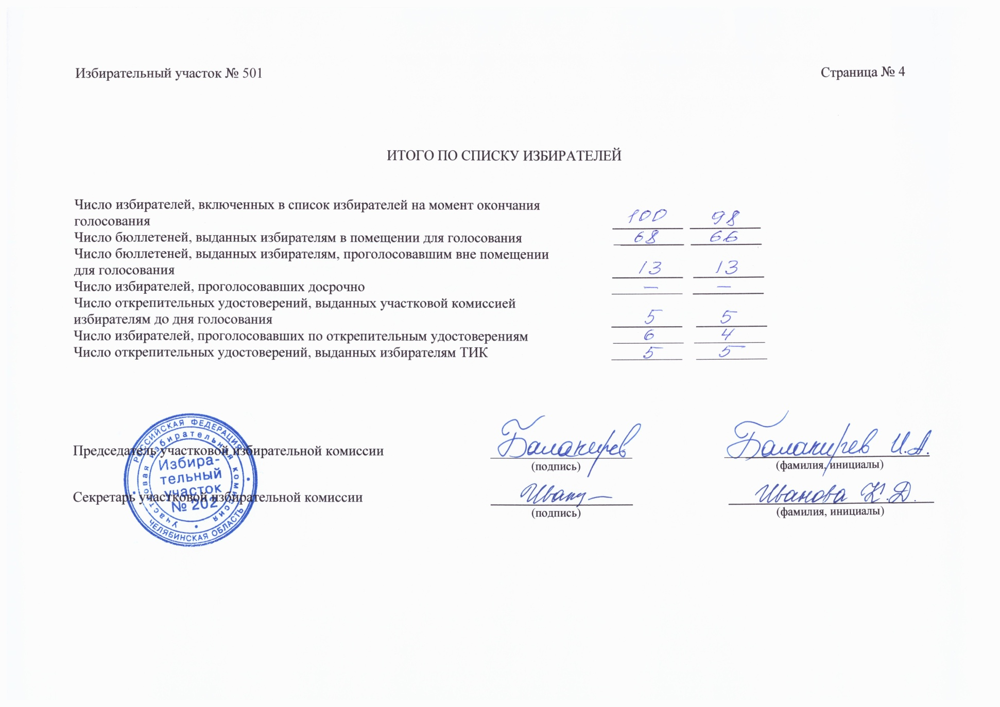 Избирательный участок № 501 Страница № 4
ИТОГО ПО СПИСКУ ИЗБИРАТЕЛЕЙ
Число избирателей, включенных в список избирателей на момент окончания
голосования 100 98
Число бюллетеней, выданных избирателям в помещении для голосования 68 66
Число бюллетеней, выданных избирателям, проголосовавшим вне помещении
для голосования 13 13
Число избирателей, проголосовавших досрочно — —
Число открепительных удостоверений, выданных участковой комиссией
избирателям до дня голосования 5 5
Число избирателей, проголосовавших по открепительным удостоверениям 6 4
Число открепительных удостоверений, выданных избирателям ТИК 5 5
Председатель участковой избирательной комиссии Балакирев Балакирев И.А.
(подпись) (фамилия, инициалы)
Секретарь участковой избирательной комиссии Иванова К.Д.
(подпись) (фамилия, инициалы)
РОССИЙСКАЯ ФЕДЕРАЦИЯ
ЧЕЛЯБИНСКАЯ ОБЛАСТЬ
участковая избирательная комиссия
Избира-
тельный
участок
№ 202